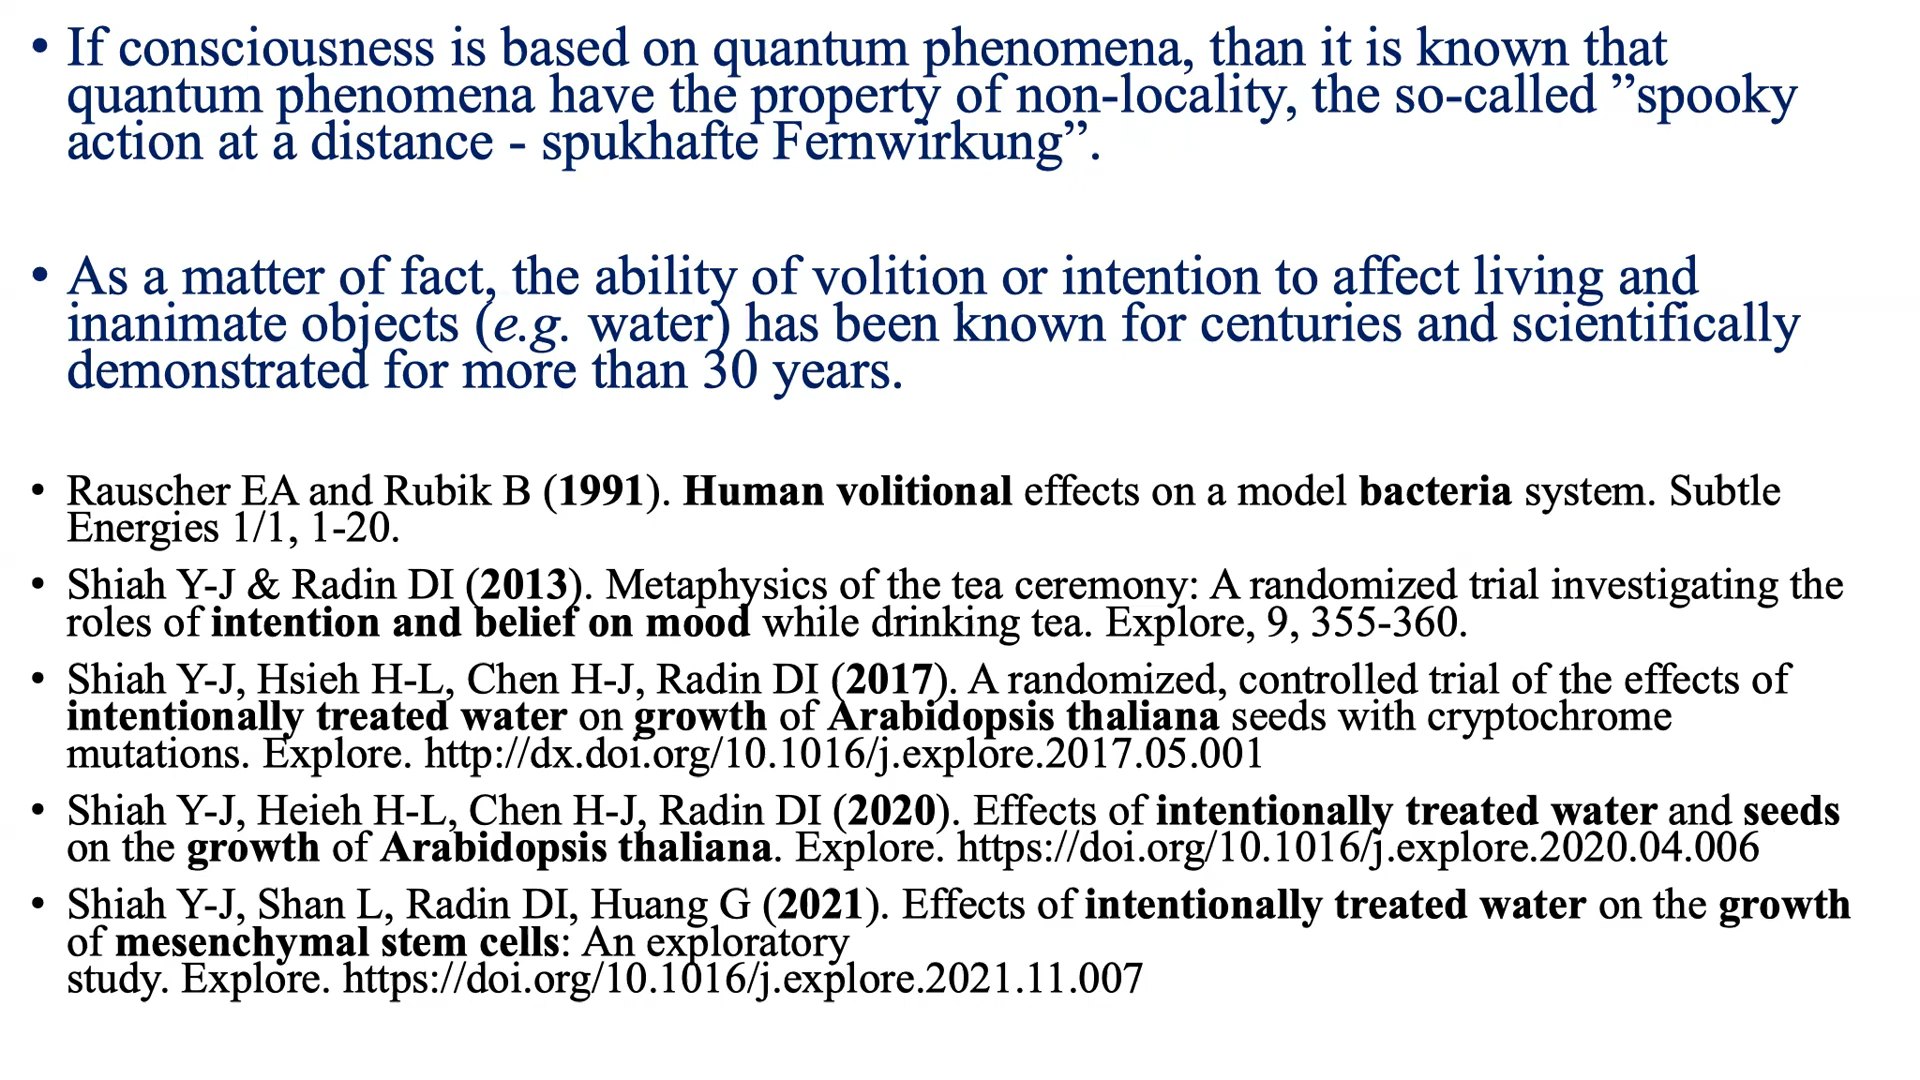 • If consciousness is based on quantum phenomena, than it is known that
quantum phenomena have the property of non-locality, the so-called ”spooky
action at a distance - spukhafte Fernwirkung”.
• As a matter of fact, the ability of volition or intention to affect living and
inanimate objects (e.g. water) has been known for centuries and scientifically
demonstrated for more than 30 years.
• Rauscher EA and Rubik B (1991). Human volitional effects on a model bacteria system. Subtle
Energies 1/1, 1-20.
• Shiah Y-J & Radin DI (2013). Metaphysics of the tea ceremony: A randomized trial investigating the
roles of intention and belief on mood while drinking tea. Explore, 9, 355-360.
• Shiah Y-J, Hsieh H-L, Chen H-J, Radin DI (2017). A randomized, controlled trial of the effects of
intentionally treated water on growth of Arabidopsis thaliana seeds with cryptochrome
mutations. Explore. http://dx.doi.org/10.1016/j.explore.2017.05.001
• Shiah Y-J, Heieh H-L, Chen H-J, Radin DI (2020). Effects of intentionally treated water and seeds
on the growth of Arabidopsis thaliana. Explore. https://doi.org/10.1016/j.explore.2020.04.006
• Shiah Y-J, Shan L, Radin DI, Huang G (2021). Effects of intentionally treated water on the growth
of mesenchymal stem cells: An exploratory
study. Explore. https://doi.org/10.1016/j.explore.2021.11.007